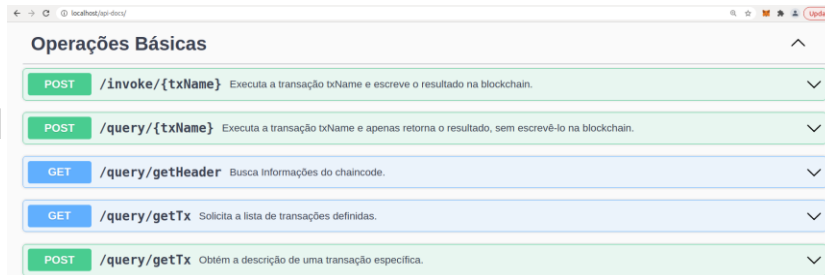 localhost/api-docs/
Operações Básicas
POST /invoke/{txName} Executa a transação txName e escreve o resultado na blockchain.
POST /query/{txName} Executa a transação txName e apenas retorna o resultado, sem escrevê-lo na blockchain.
GET /query/getHeader Busca Informações do chaincode.
GET /query/getTx Solicita a lista de transações definidas.
POST /query/getTx Obtém a descrição de uma transação específica.